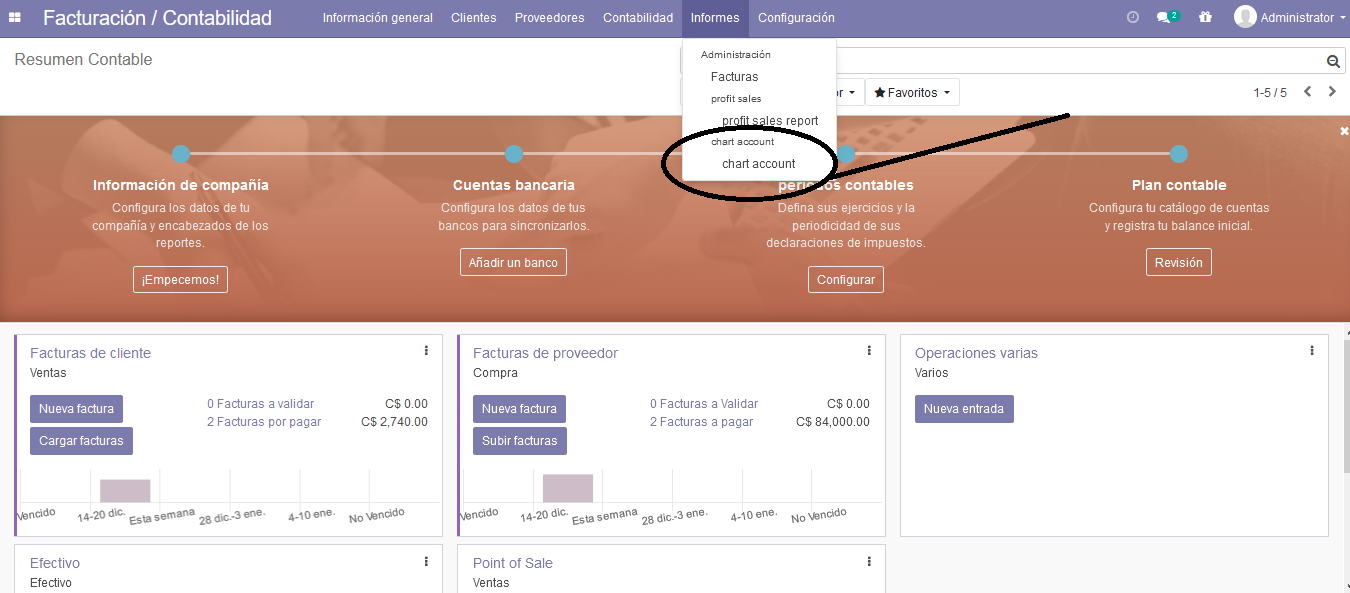 Facturación / Contabilidad
Información general
Clientes
Proveedores
Contabilidad
Informes
Configuración
2
Administrator
Resumen Contable
Administración
Facturas
profit sales
profit sales report
chart account
chart account
Favoritos
1-5 / 5
Información de compañía
Configura los datos de tu
compañía y encabezados de los
reportes.
¡Empecemos!
Cuentas bancaria
Configura los datos de tus
bancos para sincronizarlos.
Añadir un banco
periodos contables
Defina sus ejercicios y la
periodicidad de sus
declaraciones de impuestos.
Configurar
Plan contable
Configura tu catálogo de cuentas
y registra tu balance inicial.
Revisión
Facturas de cliente
Ventas
Nueva factura
Cargar facturas
0 Facturas a validar C$ 0.00
2 Facturas por pagar C$ 2,740.00
Vencido
14-20 dic.
Esta semana
28 dic.-3 ene.
4-10 ene.
No Vencido
Facturas de proveedor
Compra
Nueva factura
Subir facturas
0 Facturas a Validar C$ 0.00
2 Facturas a pagar C$ 84,000.00
Vencido
14-20 dic.
Esta semana
28 dic.-3 ene.
4-10 ene.
No Vencido
Operaciones varias
Varios
Nueva entrada
Efectivo
Efectivo
Point of Sale
Ventas